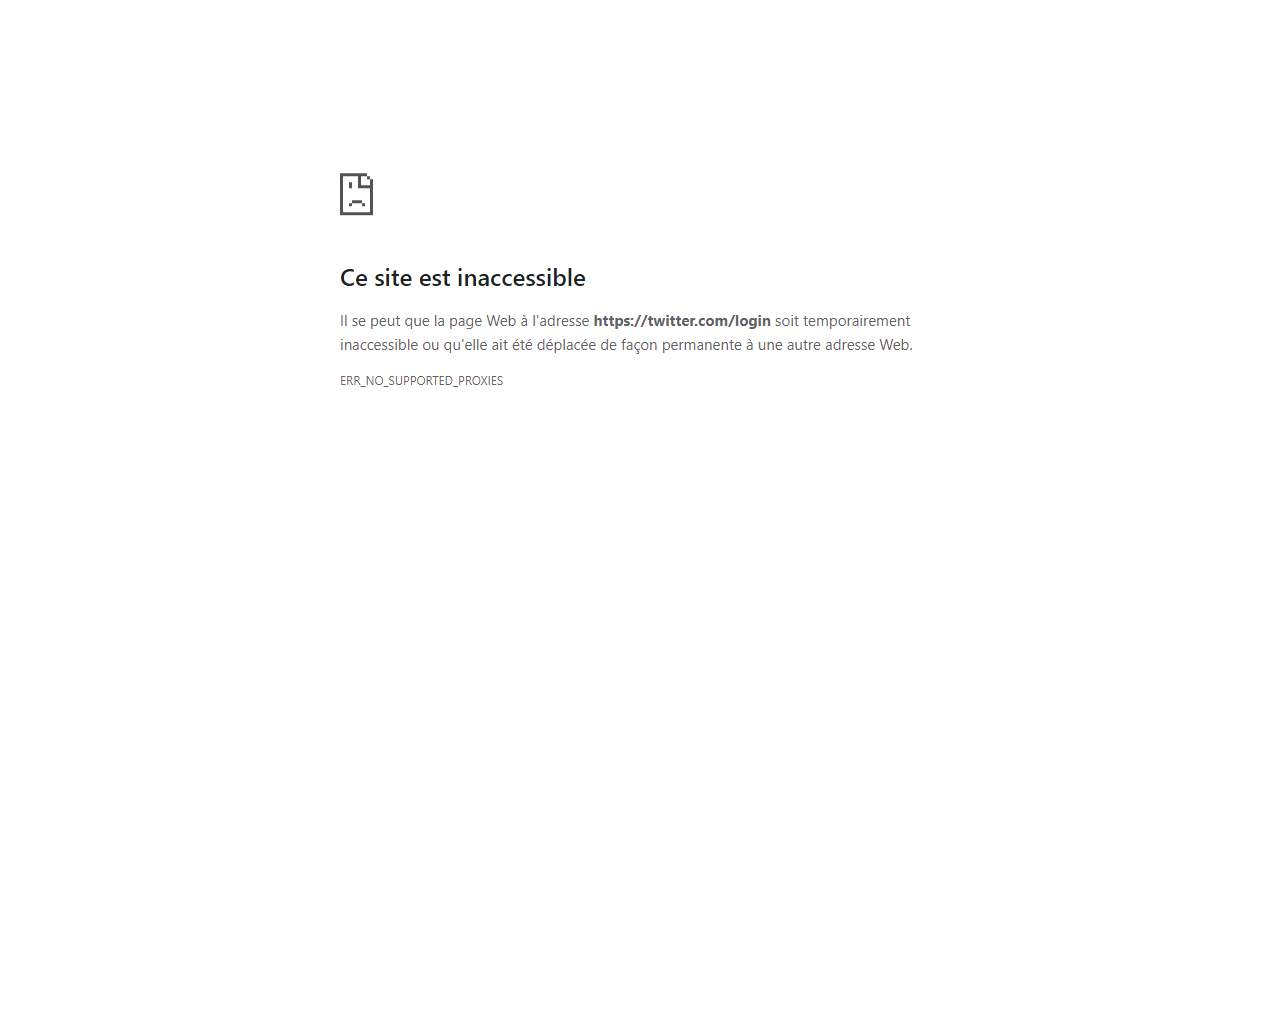 Ce site est inaccessible
Il se peut que la page Web à l'adresse https://twitter.com/login soit temporairement
inaccessible ou qu'elle ait été déplacée de façon permanente à une autre adresse Web.
ERR_NO_SUPPORTED_PROXIES